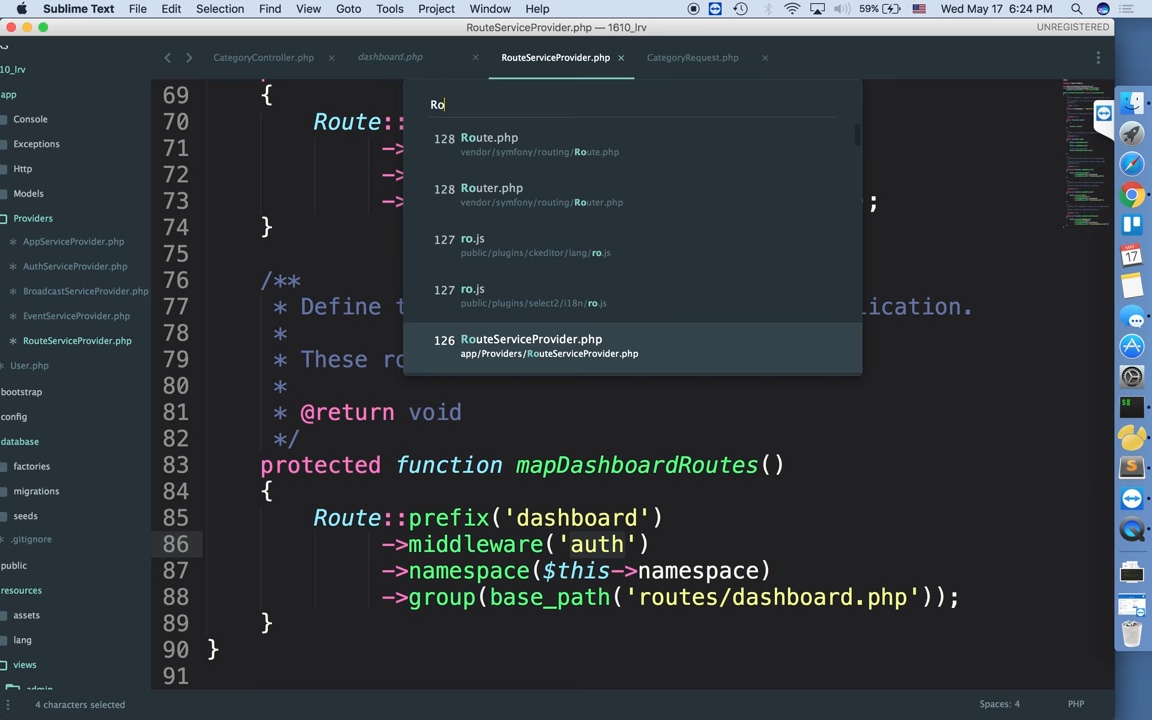 Sublime Text File Edit Selection Find View Goto Tools Project Window Help 59% Wed May 17 6:24 PM
RouteServiceProvider.php — 1610_lrv UNREGISTERED
CategoryController.php × dashboard.php × RouteServiceProvider.php × CategoryRequest.php ×
10_lrv
app
Console
Exceptions
Http
Models
Providers
AppServiceProvider.php
AuthServiceProvider.php
BroadcastServiceProvider.php
EventServiceProvider.php
RouteServiceProvider.php
User.php
bootstrap
config
database
factories
migrations
seeds
.gitignore
public
resources
assets
lang
views
admin
Ro
128 Route.php
vendor/symfony/routing/Route.php
128 Router.php
vendor/symfony/routing/Router.php
127 ro.js
public/plugins/ckeditor/lang/ro.js
127 ro.js
public/plugins/select2/i18n/ro.js
126 RouteServiceProvider.php
app/Providers/RouteServiceProvider.php
69 {
70 Route::
71 ->
72 ->
73 -> ;
74 }
75
76 /**
77 * Define t lication.
78 *
79 * These ro
80 *
81 * @return void
82 */
83 protected function mapDashboardRoutes()
84 {
85 Route::prefix('dashboard')
86 ->middleware('auth')
87 ->namespace($this->namespace)
88 ->group(base_path('routes/dashboard.php'));
89 }
90 }
91
4 characters selected Spaces: 4 PHP
17